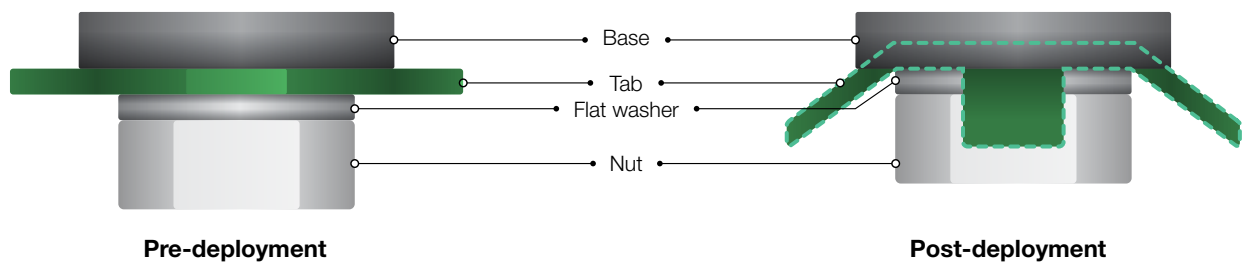 Base
Tab
Flat washer
Nut
Pre-deployment
Post-deployment